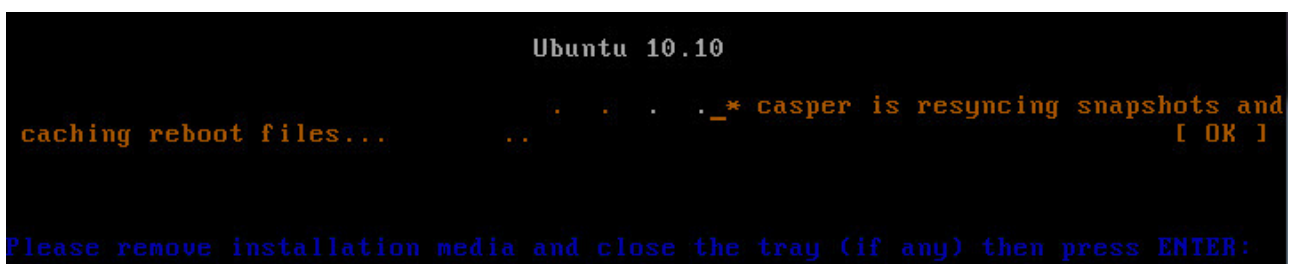 Ubuntu 10.10
. . . ._* casper is resyncing snapshots and
caching reboot files... .. [ OK ]
Please remove installation media and close the tray (if any) then press ENTER: